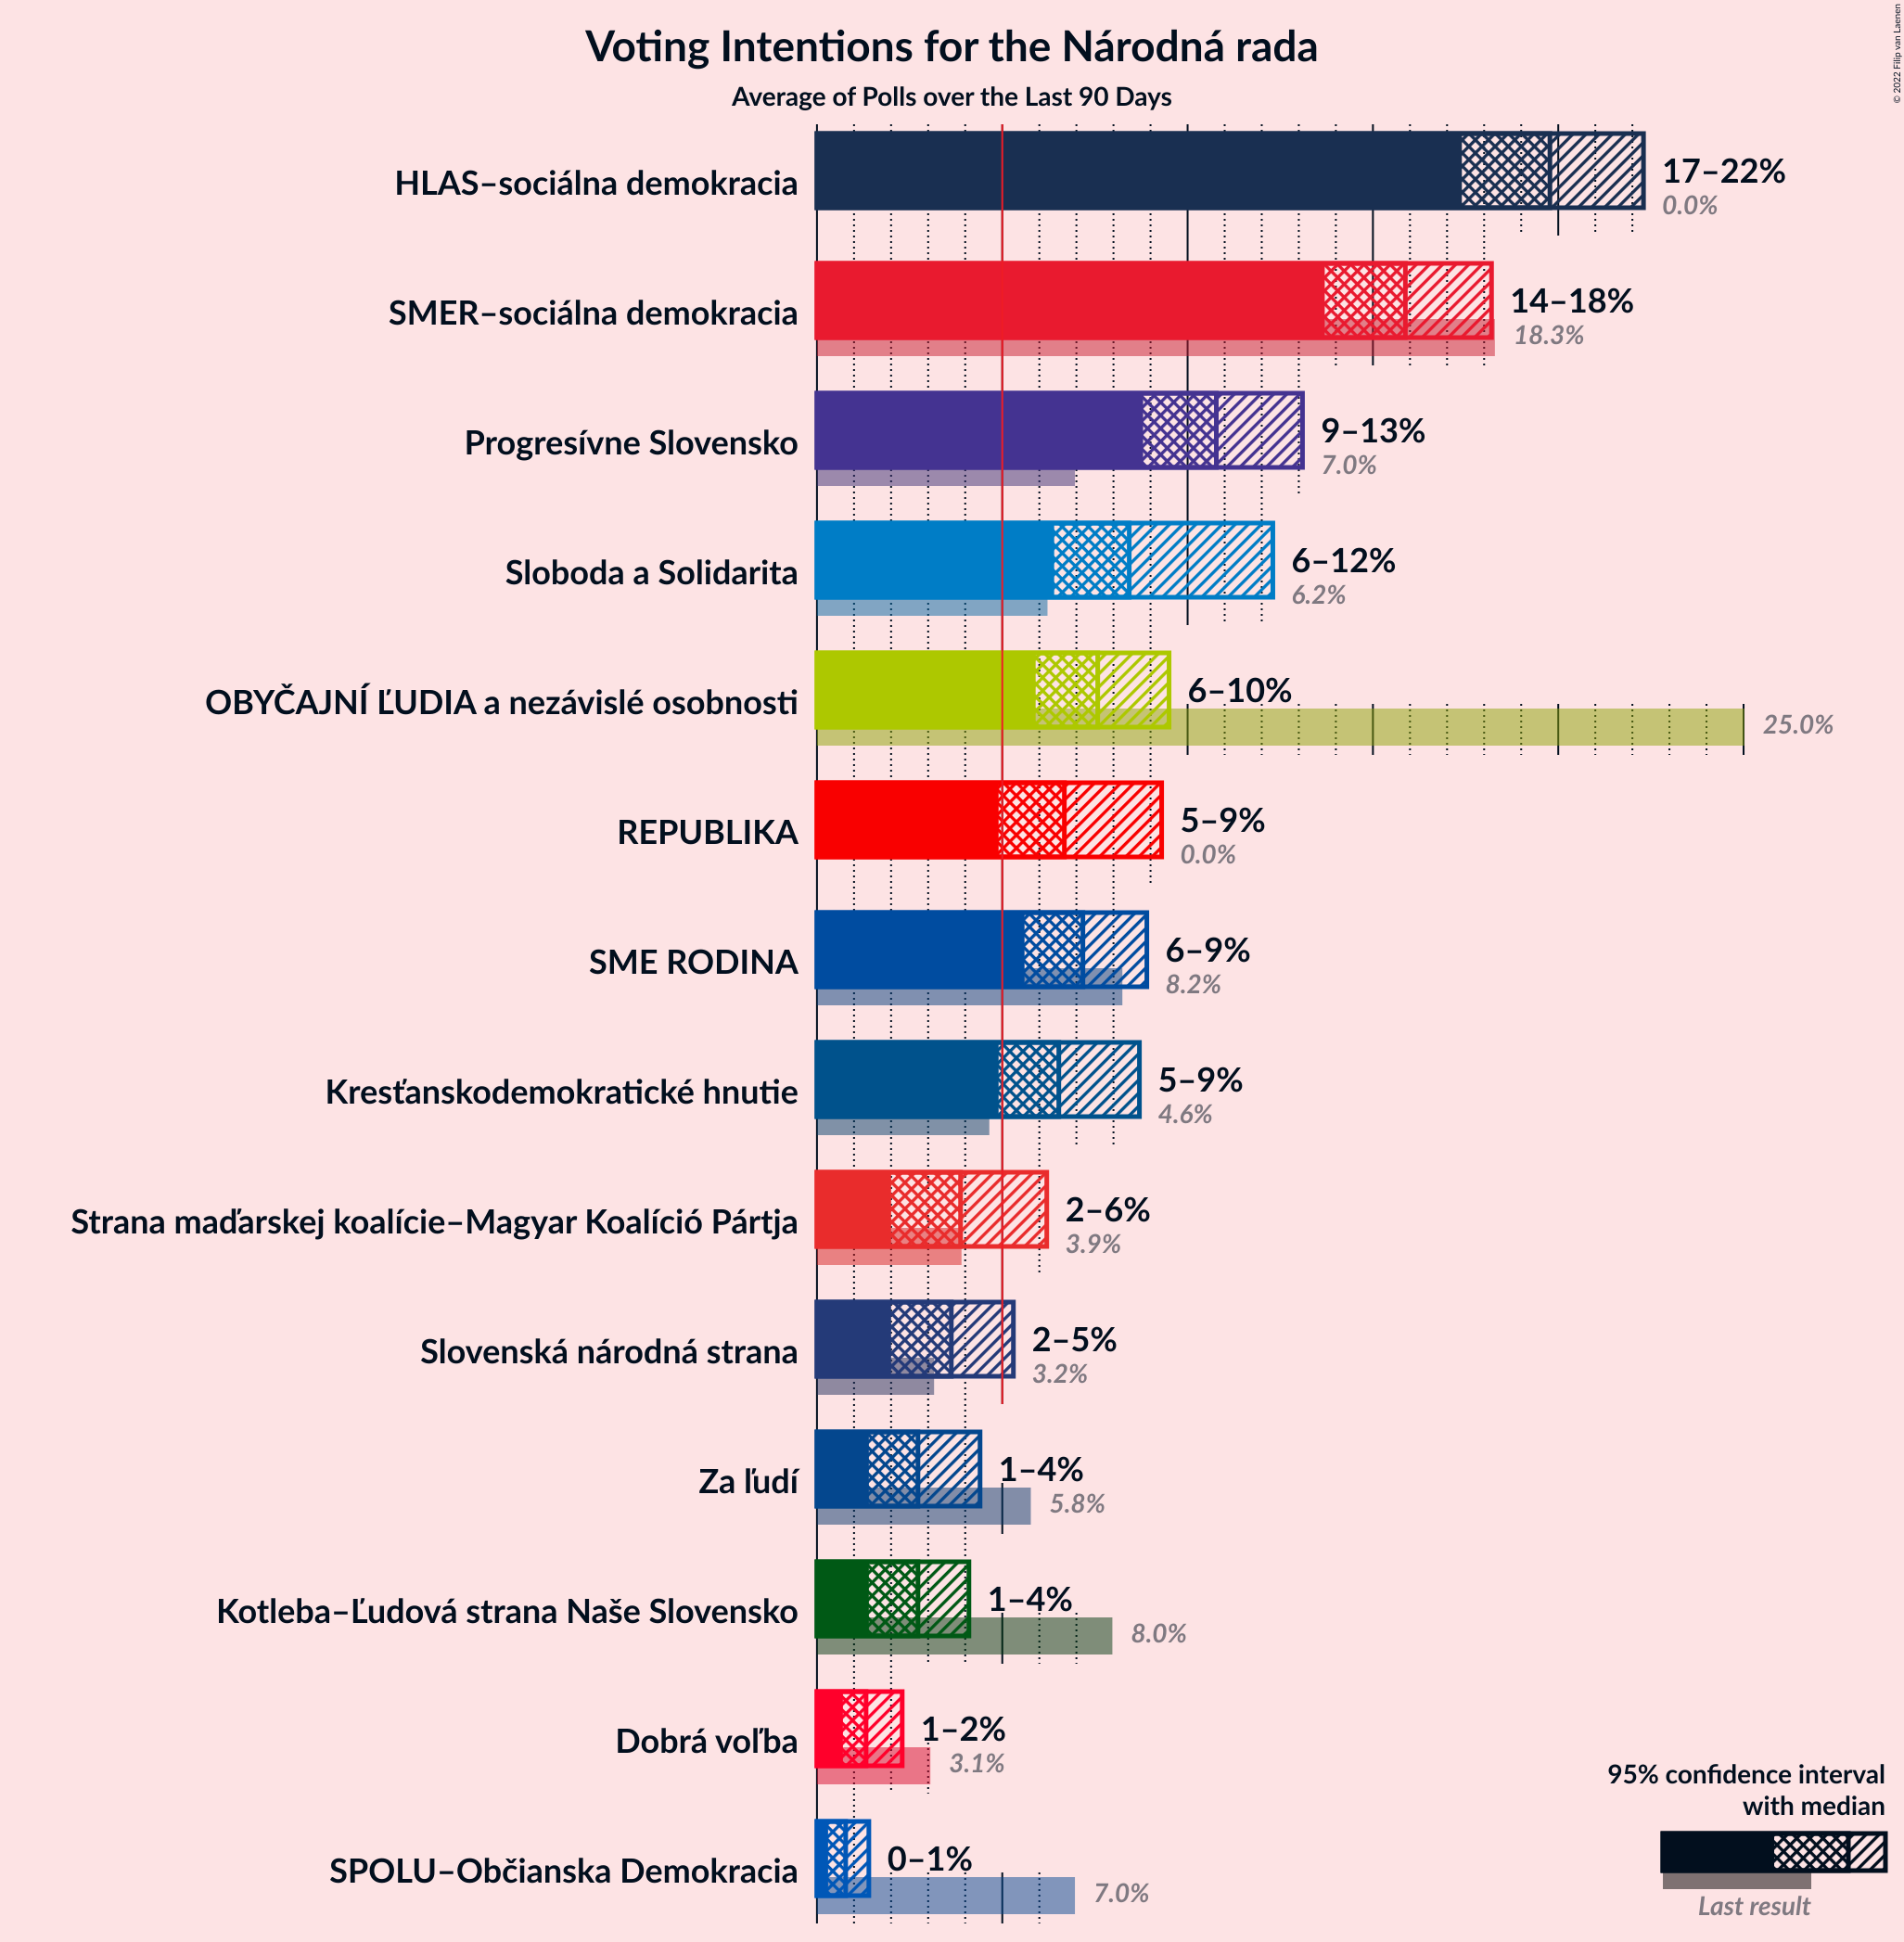 Voting Intentions for the Národná rada
Average of Polls over the Last 90 Days
© 2022 Filip van Laenen
HLAS–sociálna demokracia
17–22%
0.0%
SMER–sociálna demokracia
14–18%
18.3%
Progresívne Slovensko
9–13%
7.0%
Sloboda a Solidarita
6–12%
6.2%
OBYČAJNÍ ĽUDIA a nezávislé osobnosti
6–10%
25.0%
REPUBLIKA
5–9%
0.0%
SME RODINA
6–9%
8.2%
Kresťanskodemokratické hnutie
5–9%
4.6%
Strana maďarskej koalície–Magyar Koalíció Pártja
2–6%
3.9%
Slovenská národná strana
2–5%
3.2%
Za ľudí
1–4%
5.8%
Kotleba–Ľudová strana Naše Slovensko
1–4%
8.0%
Dobrá voľba
1–2%
3.1%
SPOLU–Občianska Demokracia
0–1%
7.0%
95% confidence interval
with median
Last result